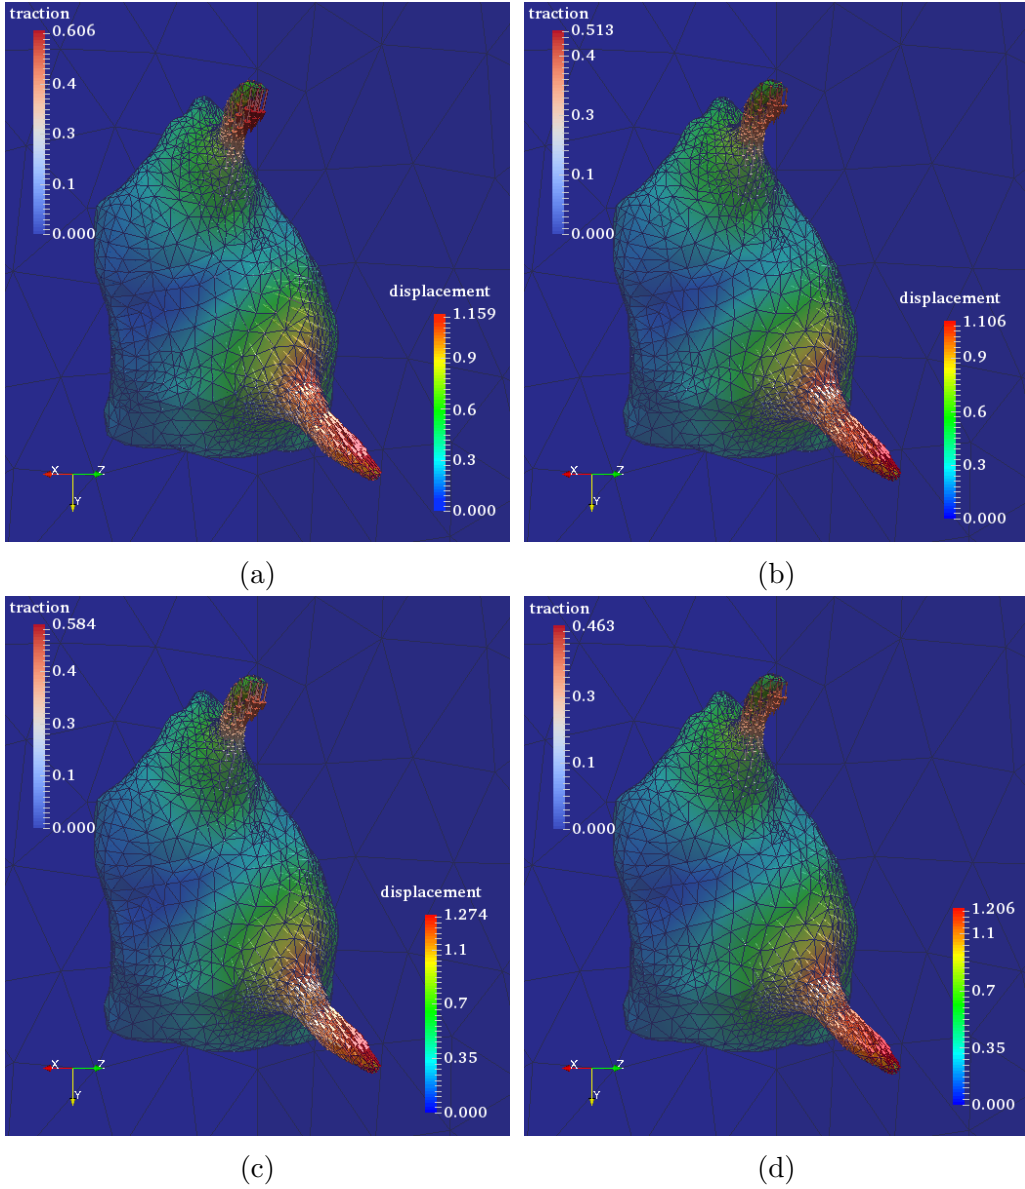 traction
0.606
0.4
0.3
0.1
0.000
displacement
1.159
0.9
0.6
0.3
0.000
X
Z
Y
(a)
traction
0.513
0.4
0.3
0.1
0.000
displacement
1.106
0.9
0.6
0.3
0.000
X
Z
Y
(b)
traction
0.584
0.4
0.3
0.1
0.000
displacement
1.274
1.1
0.7
0.35
0.000
X
Z
Y
(c)
traction
0.463
0.3
0.1
0.000
1.206
1.1
0.7
0.35
0.000
X
Z
Y
(d)